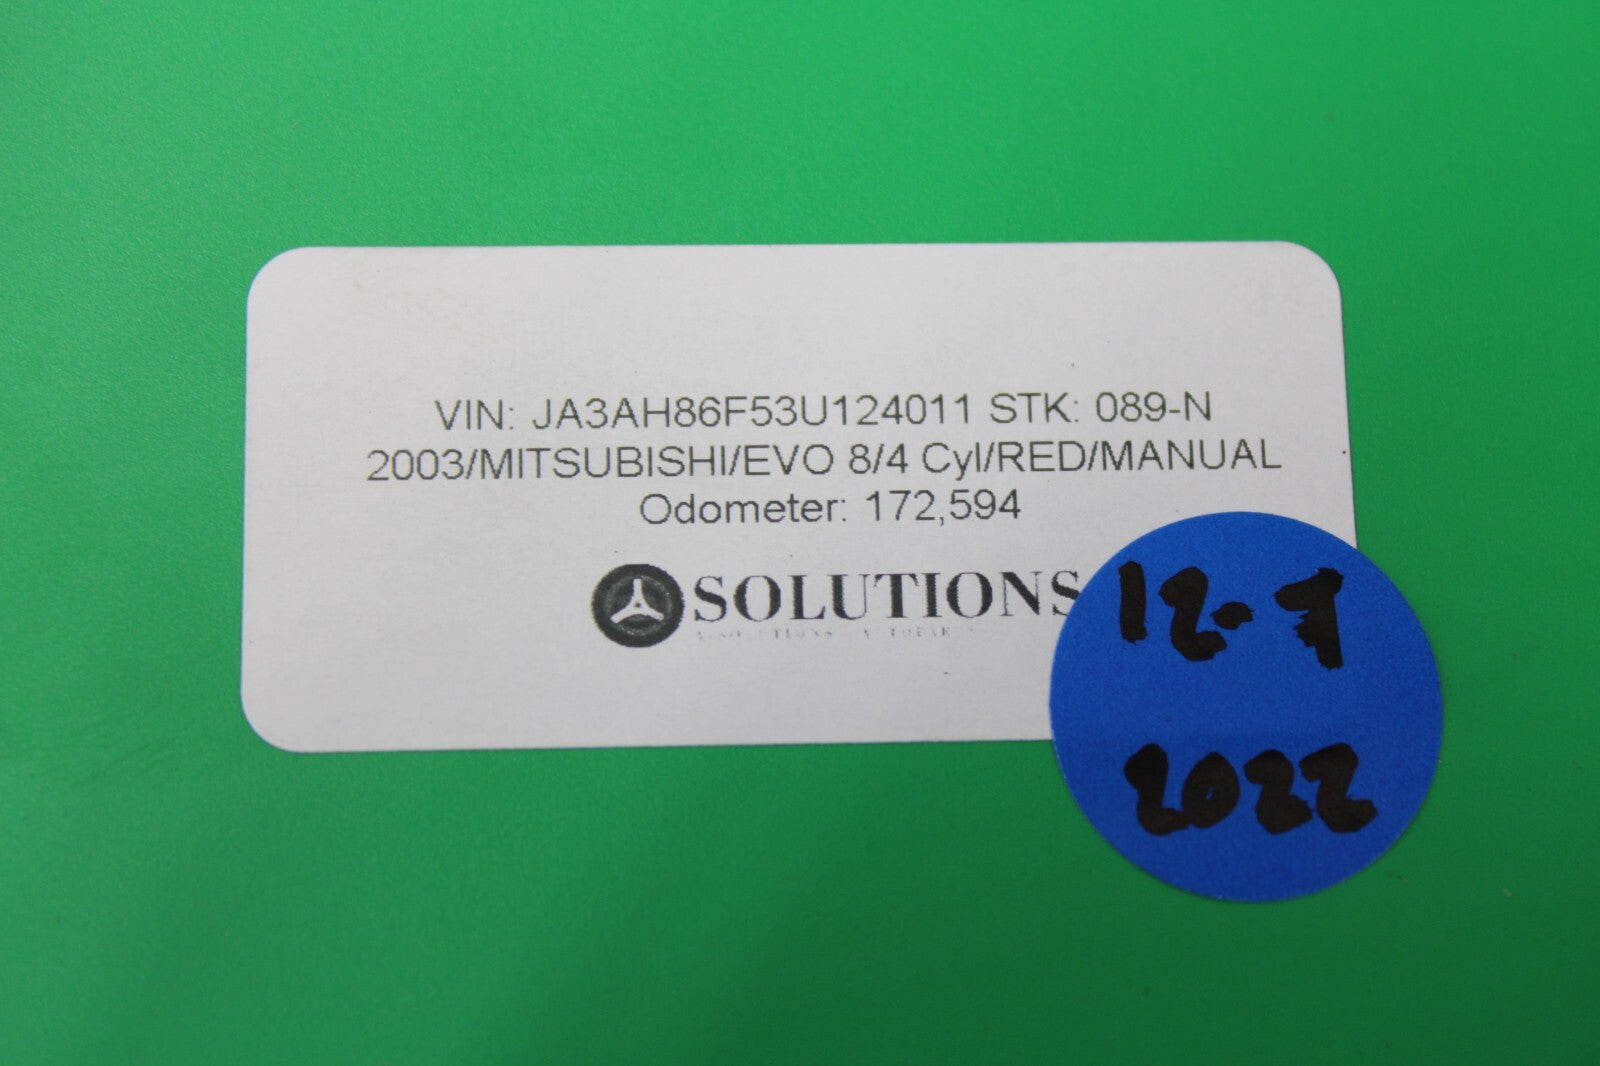 VIN: JA3AH86F53U124011 STK: 089-N
2003/MITSUBISHI/EVO 8/4 Cyl/RED/MANUAL
Odometer: 172,594
SOLUTIONS
12-7
2022